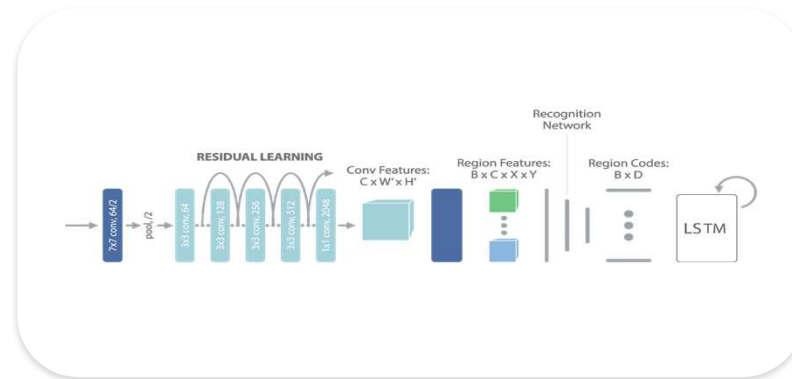 Recognition
Network
RESIDUAL LEARNING
Conv Features:
C x W' x H'
Region Features:
B x C x X x Y
Region Codes:
B x D
7x7 conv, 64/2
pool, /2
3x3 conv, 64
3x3 conv, 128
3x3 conv, 256
3x3 conv, 512
1x1 conv, 2048
LSTM